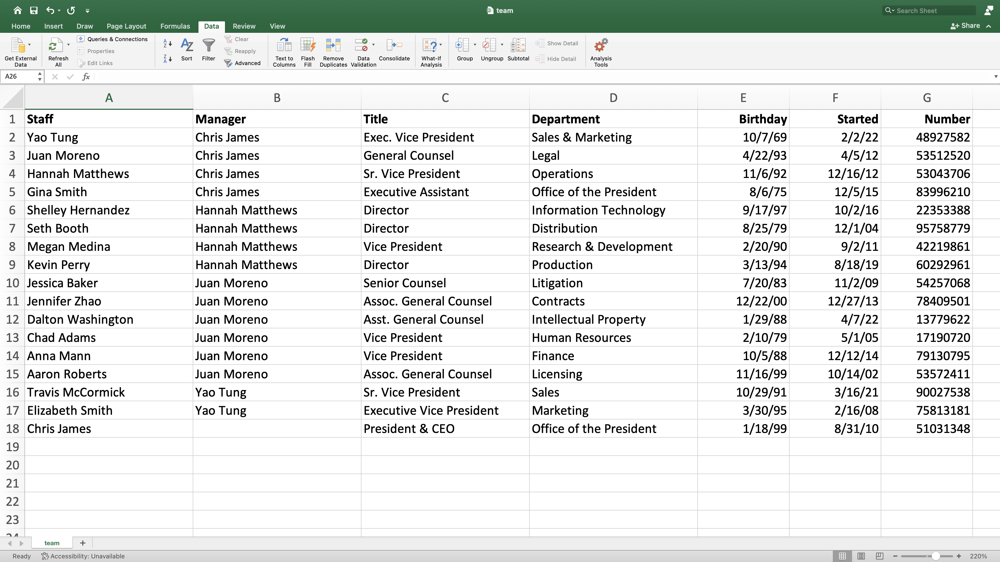 team
Search Sheet
Home Insert Draw Page Layout Formulas Data Review View Share
Get External Data
Refresh All
Queries & Connections
Properties
Edit Links
Sort
Filter
Clear
Reapply
Advanced
Text to Columns
Flash Fill
Remove Duplicates
Data Validation
Consolidate
What-If Analysis
Group
Ungroup
Subtotal
Show Detail
Hide Detail
Analysis Tools
A26 fx
A B C D E F G
1 Staff Manager Title Department Birthday Started Number
2 Yao Tung Chris James Exec. Vice President Sales & Marketing 10/7/69 2/2/22 48927582
3 Juan Moreno Chris James General Counsel Legal 4/22/93 4/5/12 53512520
4 Hannah Matthews Chris James Sr. Vice President Operations 11/6/92 12/16/12 53043706
5 Gina Smith Chris James Executive Assistant Office of the President 8/6/75 12/5/15 83996210
6 Shelley Hernandez Hannah Matthews Director Information Technology 9/17/97 10/2/16 22353388
7 Seth Booth Hannah Matthews Director Distribution 8/25/79 12/1/04 95758779
8 Megan Medina Hannah Matthews Vice President Research & Development 2/20/90 9/2/11 42219861
9 Kevin Perry Hannah Matthews Director Production 3/13/94 8/18/19 60292961
10 Jessica Baker Juan Moreno Senior Counsel Litigation 7/20/83 11/2/09 54257068
11 Jennifer Zhao Juan Moreno Assoc. General Counsel Contracts 12/22/00 12/27/13 78409501
12 Dalton Washington Juan Moreno Asst. General Counsel Intellectual Property 1/29/88 4/7/22 13779622
13 Chad Adams Juan Moreno Vice President Human Resources 2/10/79 5/1/05 17190720
14 Anna Mann Juan Moreno Vice President Finance 10/5/88 12/12/14 79130795
15 Aaron Roberts Juan Moreno Assoc. General Counsel Licensing 11/16/99 10/14/02 53572411
16 Travis McCormick Yao Tung Sr. Vice President Sales 10/29/91 3/16/21 90027538
17 Elizabeth Smith Yao Tung Executive Vice President Marketing 3/30/95 2/16/08 75813181
18 Chris James President & CEO Office of the President 1/18/99 8/31/10 51031348
19
20
21
22
23
24
team
Ready Accessibility: Unavailable 220%